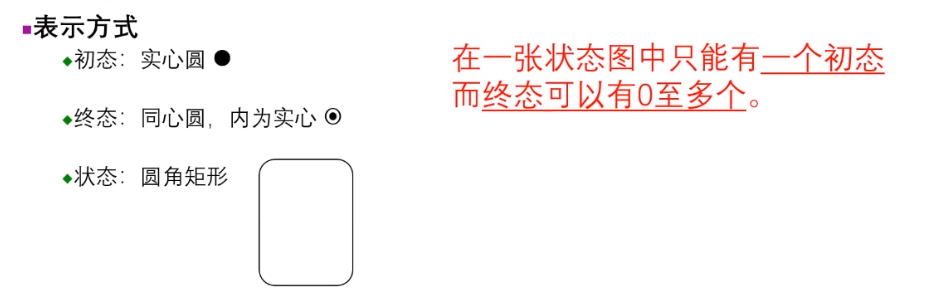 表示方式
初态：实心圆
终态：同心圆，内为实心
状态：圆角矩形
在一张状态图中只能有一个初态
而终态可以有0至多个。